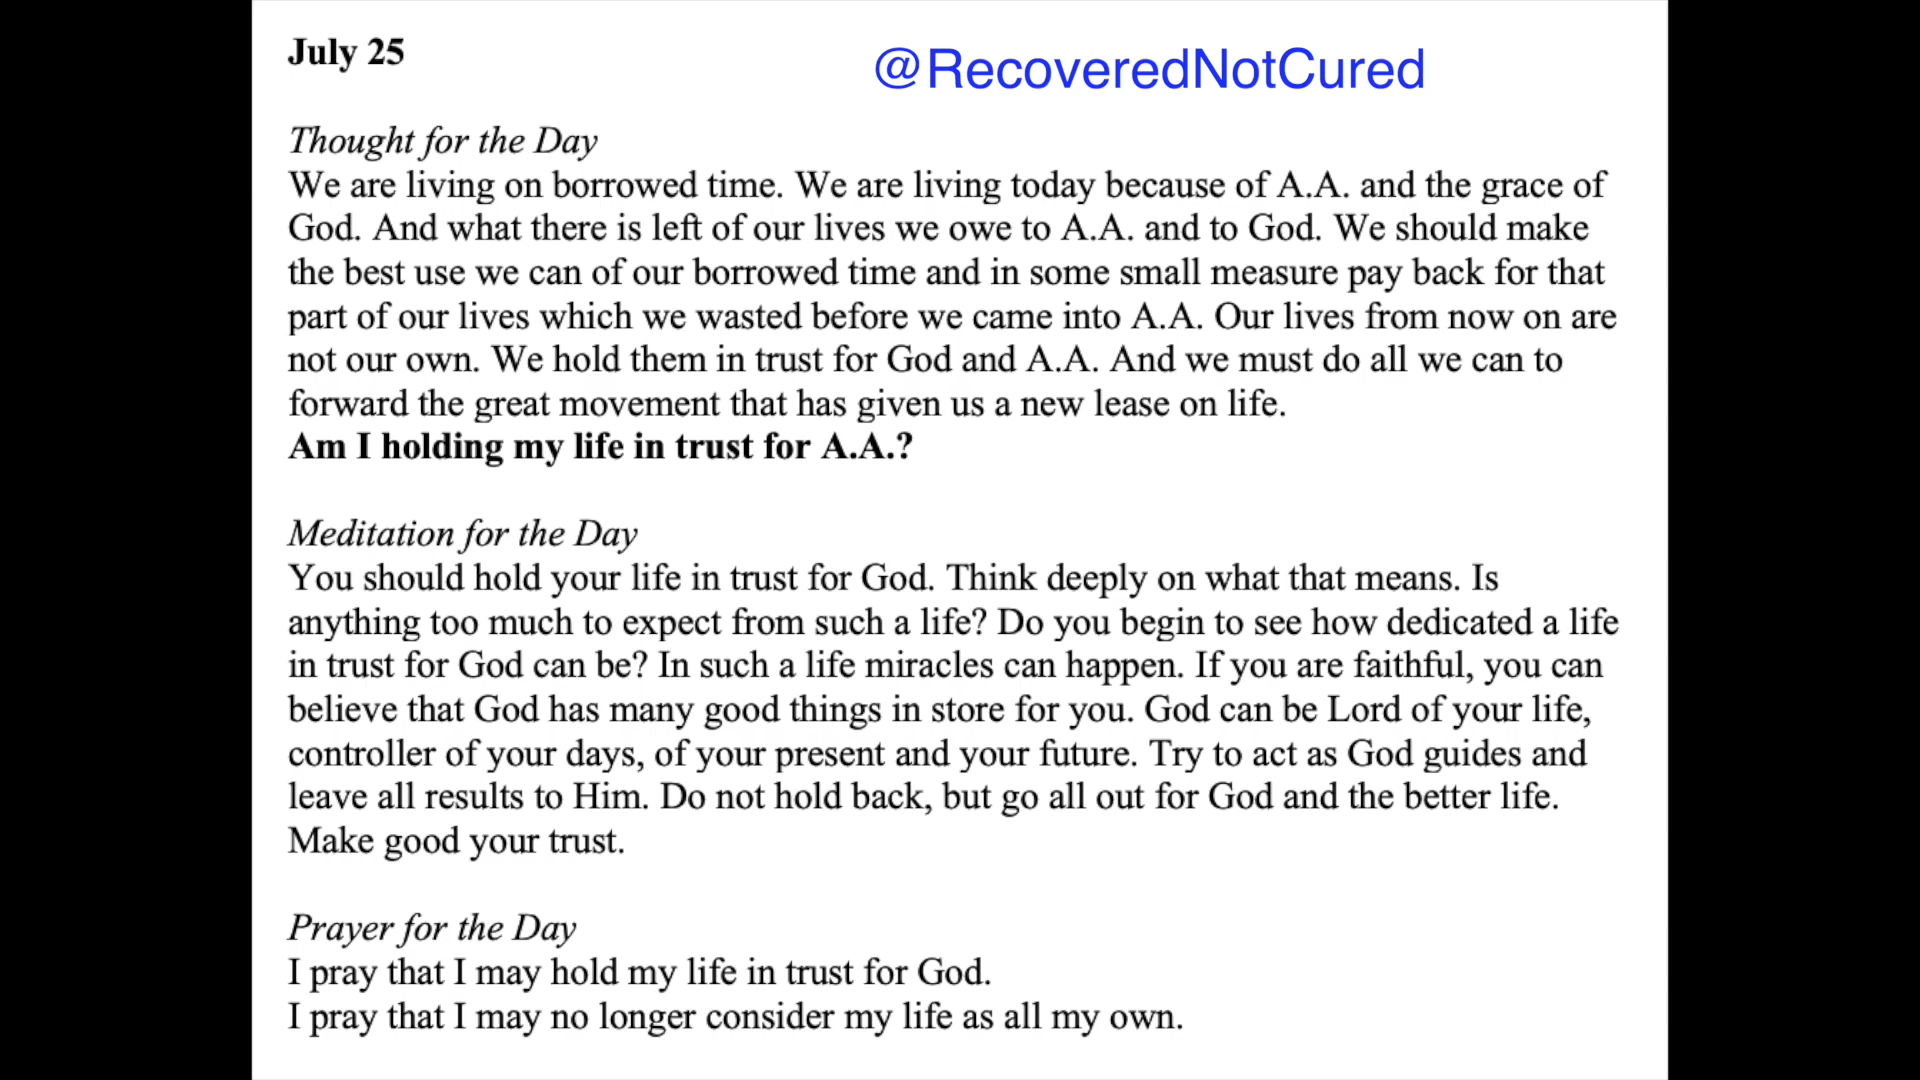 July 25
@RecoveredNotCured
Thought for the Day
We are living on borrowed time. We are living today because of A.A. and the grace of
God. And what there is left of our lives we owe to A.A. and to God. We should make
the best use we can of our borrowed time and in some small measure pay back for that
part of our lives which we wasted before we came into A.A. Our lives from now on are
not our own. We hold them in trust for God and A.A. And we must do all we can to
forward the great movement that has given us a new lease on life.
Am I holding my life in trust for A.A.?
Meditation for the Day
You should hold your life in trust for God. Think deeply on what that means. Is
anything too much to expect from such a life? Do you begin to see how dedicated a life
in trust for God can be? In such a life miracles can happen. If you are faithful, you can
believe that God has many good things in store for you. God can be Lord of your life,
controller of your days, of your present and your future. Try to act as God guides and
leave all results to Him. Do not hold back, but go all out for God and the better life.
Make good your trust.
Prayer for the Day
I pray that I may hold my life in trust for God.
I pray that I may no longer consider my life as all my own.